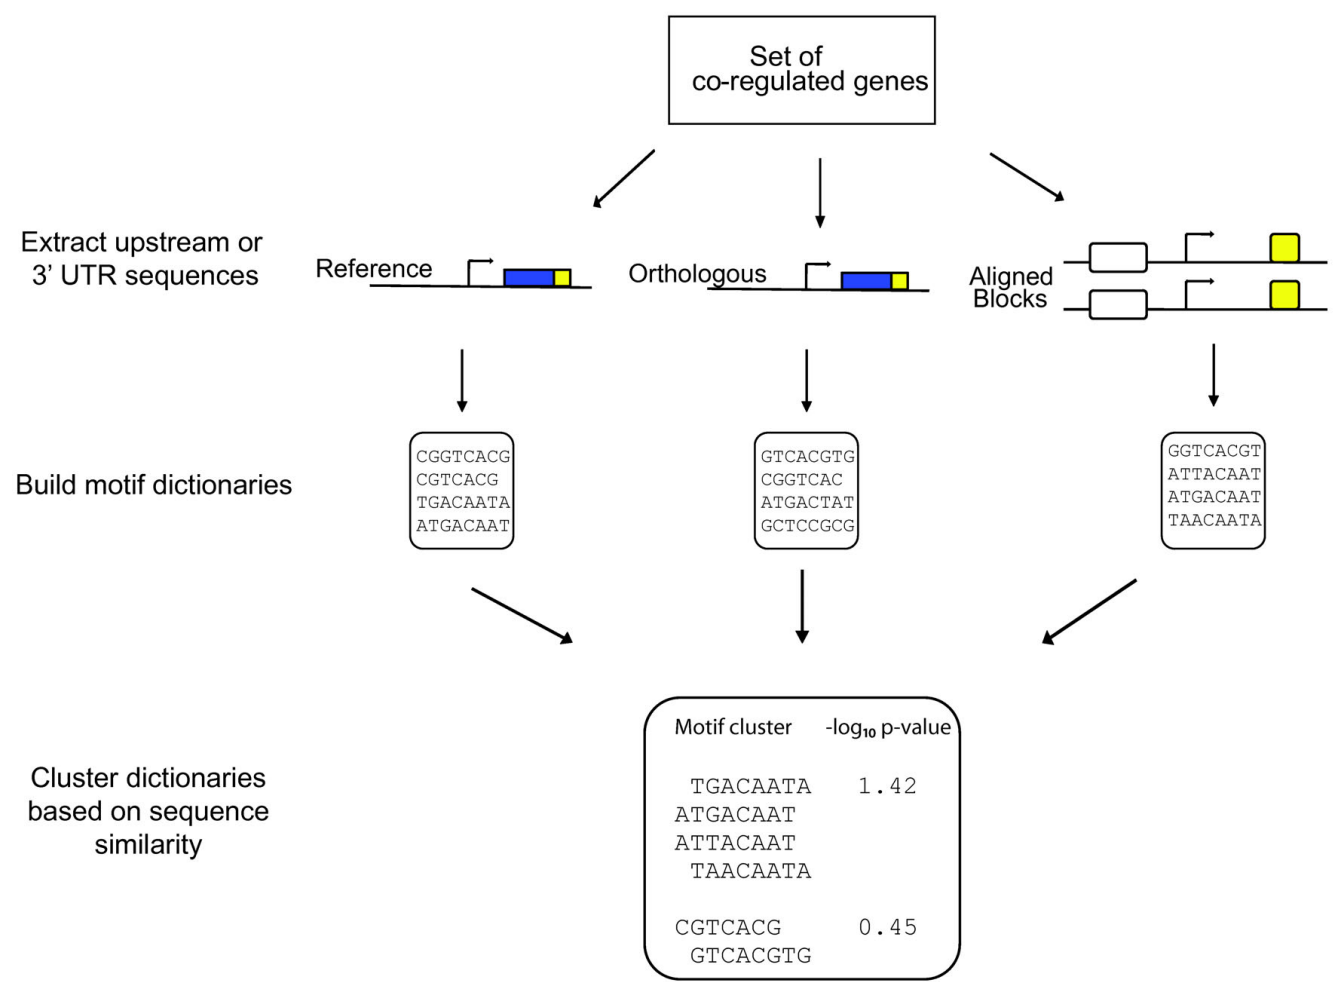 Set of
co-regulated genes
Extract upstream or
3’ UTR sequences
Reference
Orthologous
Aligned
Blocks
Build motif dictionaries
CGGTCACG
CGTCACG
TGACAATA
ATGACAAT
GTCACGTG
CGGTCAC
ATGACTAT
GCTCCGCG
GGTCACGT
ATTACAAT
ATGACAAT
TAACAATA
Cluster dictionaries
based on sequence
similarity
Motif cluster -log₁₀ p-value
TGACAATA 1.42
ATGACAAT
ATTACAAT
TAACAATA
CGTCACG 0.45
GTCACGTG